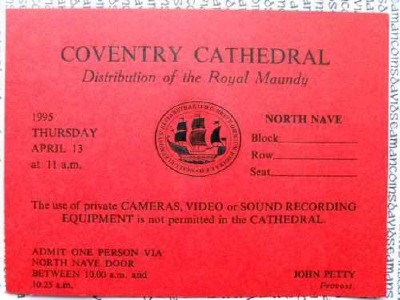 COVENTRY CATHEDRAL
Distribution of the Royal Maundy
1995
THURSDAY
APRIL 13
at 11 a.m.
NORTH NAVE
Block
Row
Seat
The use of private CAMERAS, VIDEO or SOUND RECORDING
EQUIPMENT is not permitted in the CATHEDRAL.
ADMIT ONE PERSON VIA
NORTH NAVE DOOR
BETWEEN 10.00 a.m. and
10.25 a.m.
JOHN PETTY
Provost